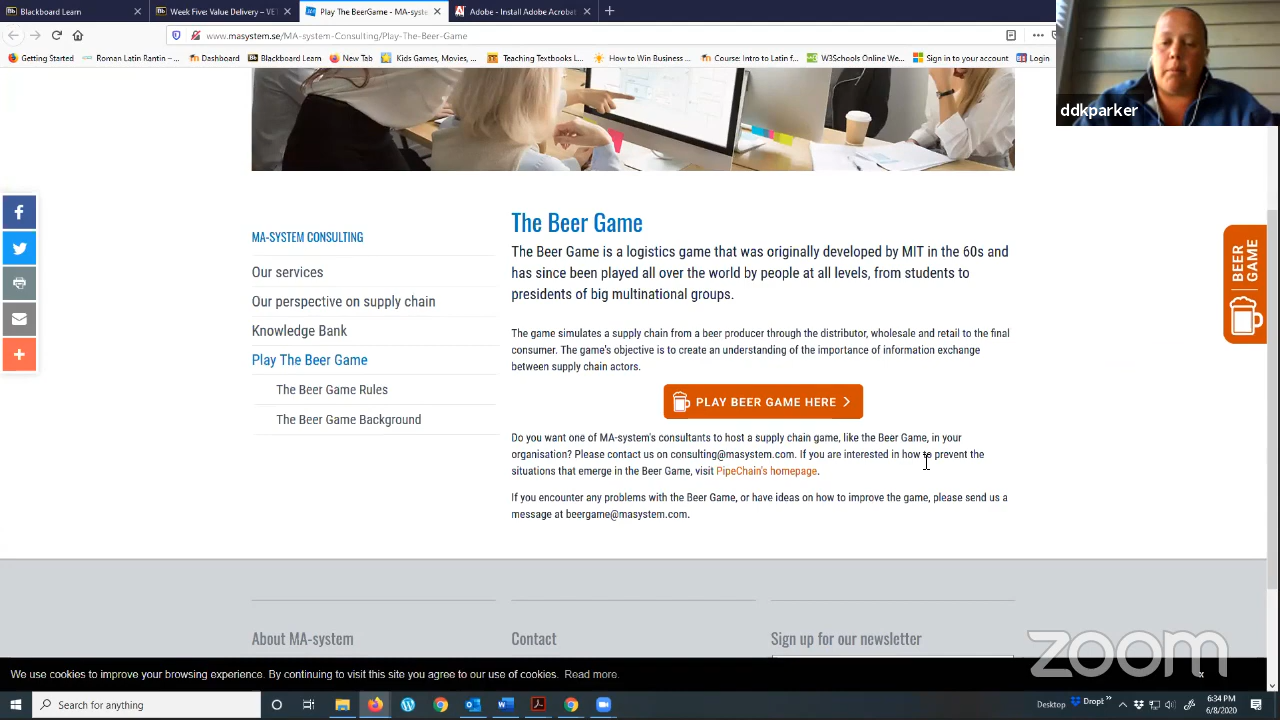 Blackboard Learn
Week Five: Value Delivery – VET
Play The BeerGame - MA-syste
Adobe - Install Adobe Acrobat
www.masystem.se/MA-system-Consulting/Play-The-Beer-Game
Getting Started
Roman Latin Rantin – ...
Dashboard
Blackboard Learn
New Tab
Kids Games, Movies, ...
Teaching Textbooks L...
How to Win Business ...
Course: Intro to Latin f...
W3Schools Online We...
Sign in to your account
Login
ddkparker
BEER
GAME
MA-SYSTEM CONSULTING
Our services
Our perspective on supply chain
Knowledge Bank
Play The Beer Game
The Beer Game Rules
The Beer Game Background
The Beer Game
The Beer Game is a logistics game that was originally developed by MIT in the 60s and
has since been played all over the world by people at all levels, from students to
presidents of big multinational groups.
The game simulates a supply chain from a beer producer through the distributor, wholesale and retail to the final
consumer. The game's objective is to create an understanding of the importance of information exchange
between supply chain actors.
PLAY BEER GAME HERE
Do you want one of MA-system's consultants to host a supply chain game, like the Beer Game, in your
organisation? Please contact us on consulting@masystem.com. If you are interested in how to prevent the
situations that emerge in the Beer Game, visit PipeChain's homepage.
If you encounter any problems with the Beer Game, or have ideas on how to improve the game, please send us a
message at beergame@masystem.com.
About MA-system
Contact
Sign up for our newsletter
zoom
We use cookies to improve your browsing experience. By continuing to visit this site you agree to our use of cookies. Read more.
x
Search for anything
Desktop
Dropt
6:34 PM
6/8/2020